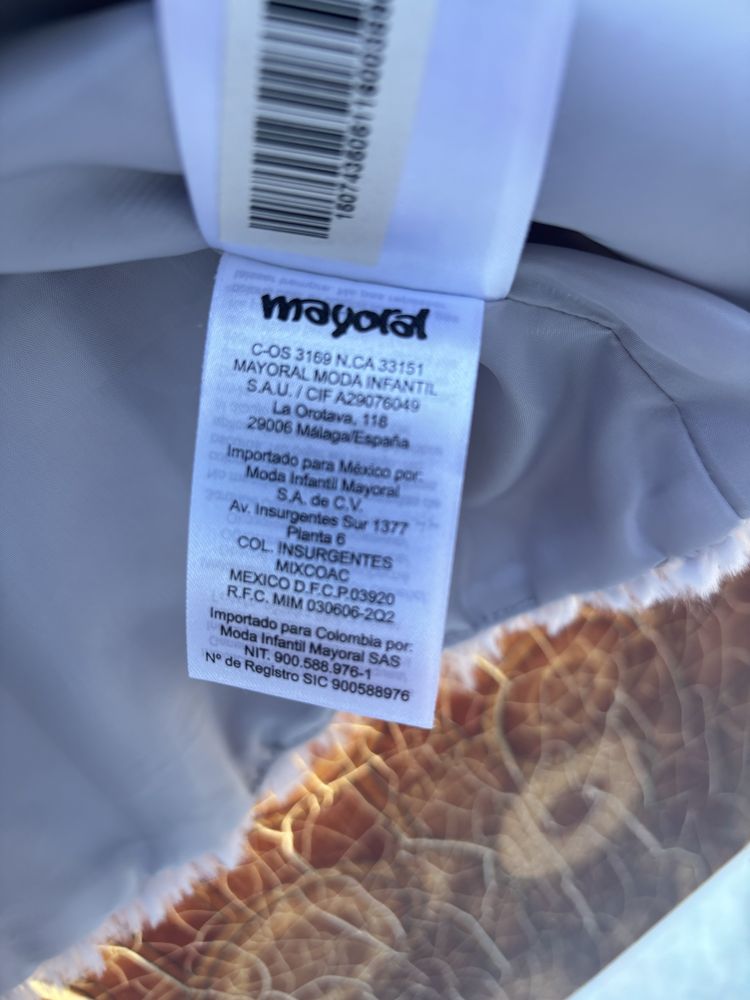 mayoral
C-OS 3169 N.CA 33151
MAYORAL MODA INFANTIL
S.A.U. / CIF A29076049
La Orotava, 118
29006 Málaga/España
Importado para México por:
Moda Infantil Mayoral
S.A. de C.V.
Av. Insurgentes Sur 1377
Planta 6
COL. INSURGENTES
MIXCOAC
MEXICO D.F.C.P.03920
R.F.C. MIM 030606-2Q2
Importado para Colombia por:
Moda Infantil Mayoral SAS
NIT. 900.588.976-1
Nº de Registro SIC 900588976